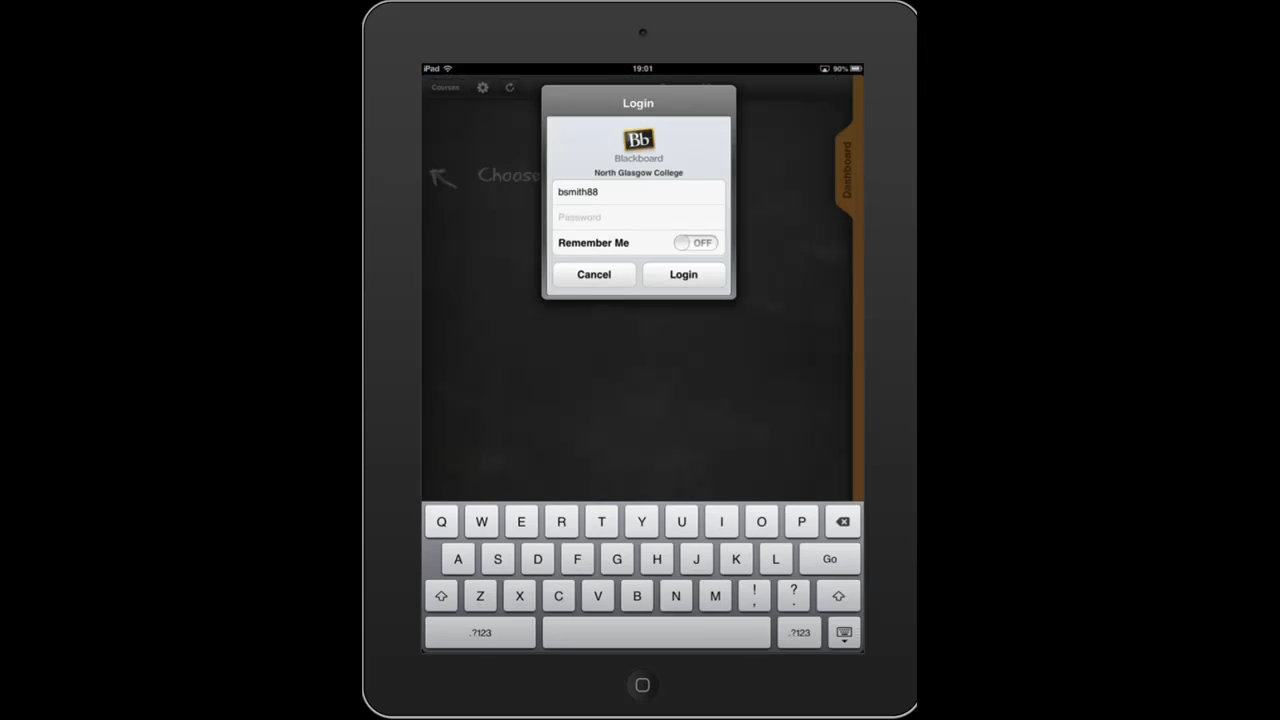 iPad 19:01 90%
Courses
Login
Bb
Blackboard
North Glasgow College
Choose
bsmith88
Password
Remember Me OFF
Cancel Login
Dashboard
Q W E R T Y U I O P
A S D F G H J K L Go
Z X C V B N M ! , ? .
.?123 .?123